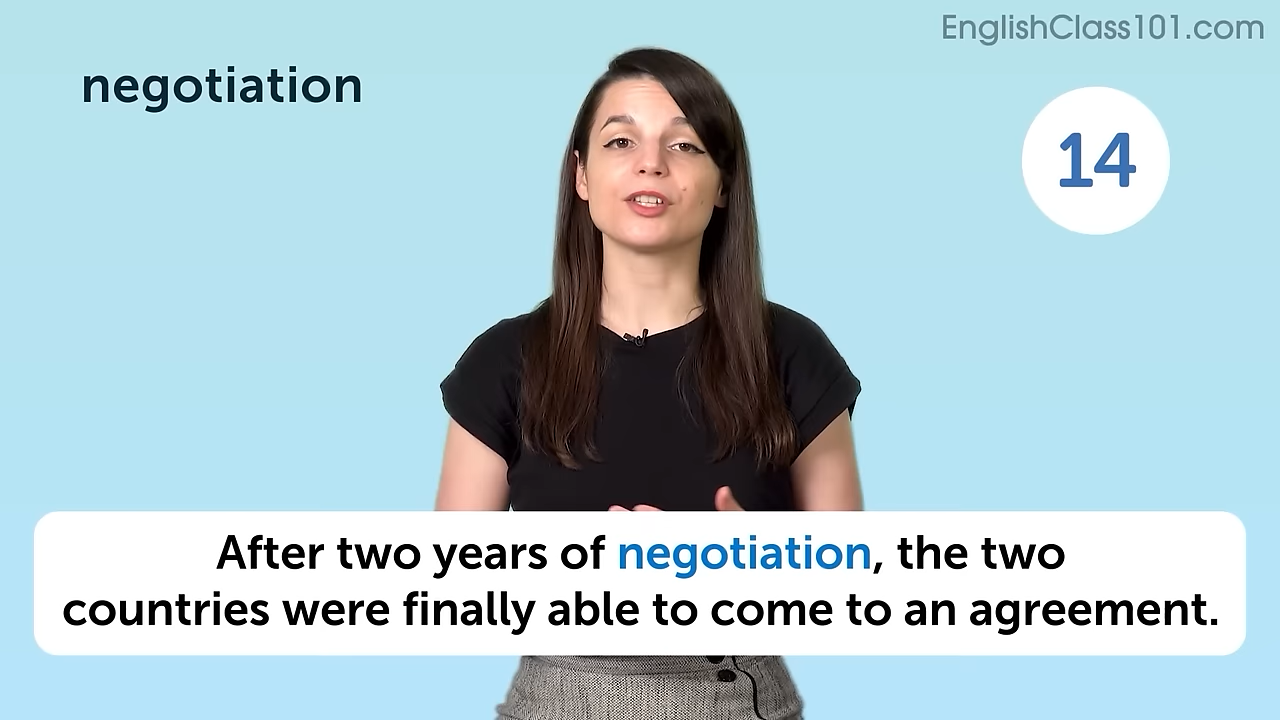 EnglishClass101.com
negotiation
14
After two years of negotiation, the two
countries were finally able to come to an agreement.